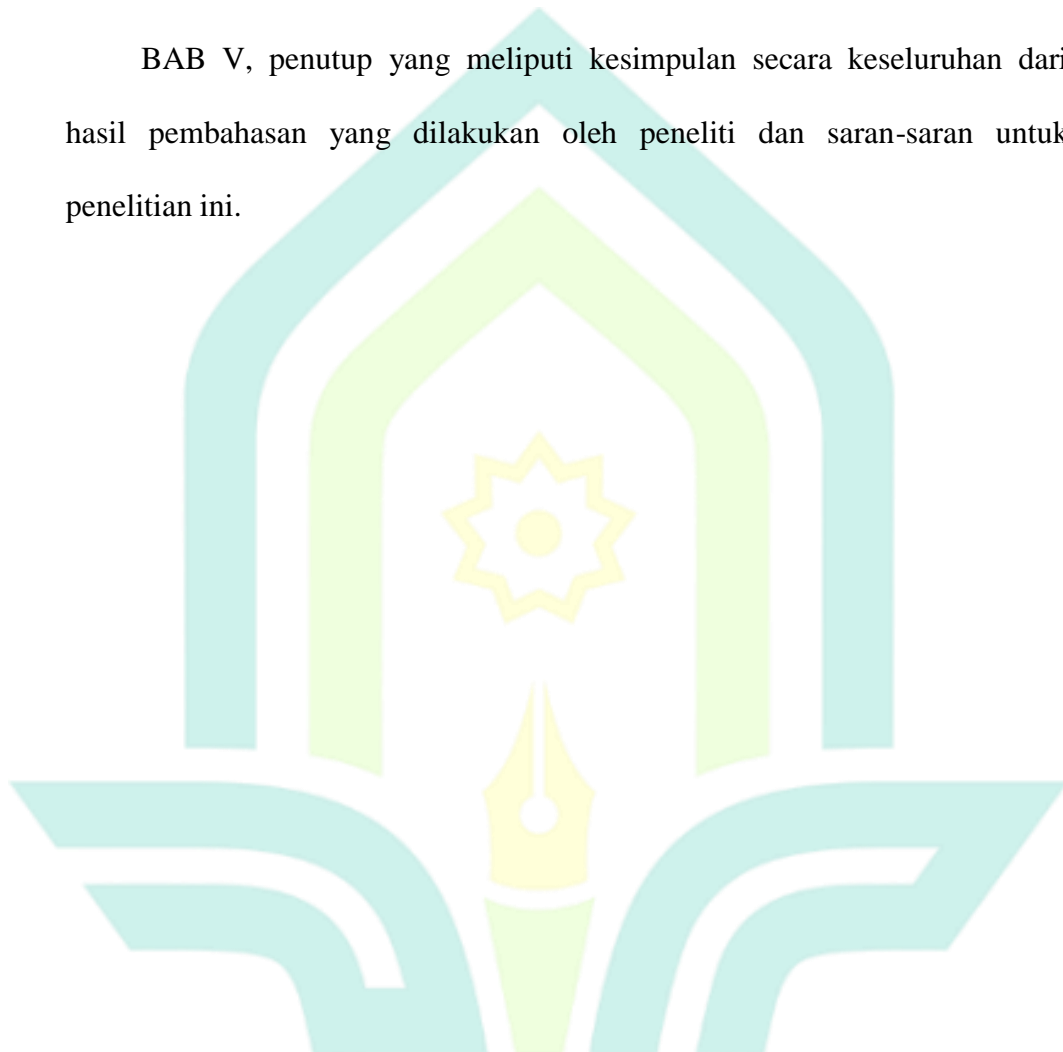 BAB V, penutup yang meliputi kesimpulan secara keseluruhan dari
hasil pembahasan yang dilakukan oleh peneliti dan saran-saran untuk
penelitian ini.